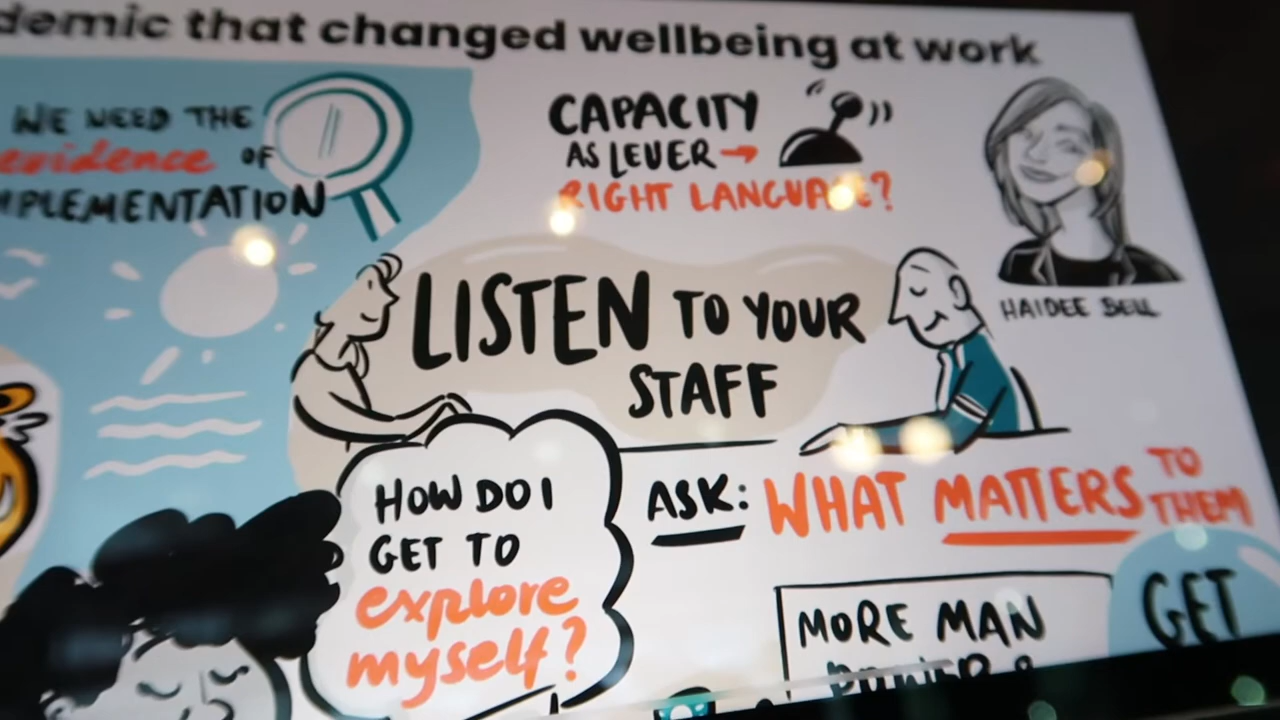 demic that changed wellbeing at work
WE NEED THE
evidence OF
MPLEMENTATION
CAPACITY
AS LEVER →
RIGHT LANGUAGE?
HAIDEE BELL
LISTEN TO YOUR
STAFF
HOW DO I
GET TO
explore
myself?
ASK: WHAT MATTERS TO
THEM
MORE MAN
GET